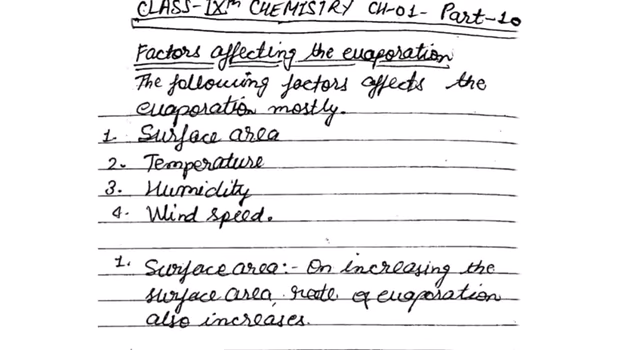 CLASS-IXth CHEMISTRY CH-01- Part-10
Factors affecting the evaporation
The following factors affects the
evaporation mostly.
1. Surface area
2. Temperature
3. Humidity
4. Wind speed.
1. Surface area:- On increasing the
surface area, rate of evaporation
also increases.